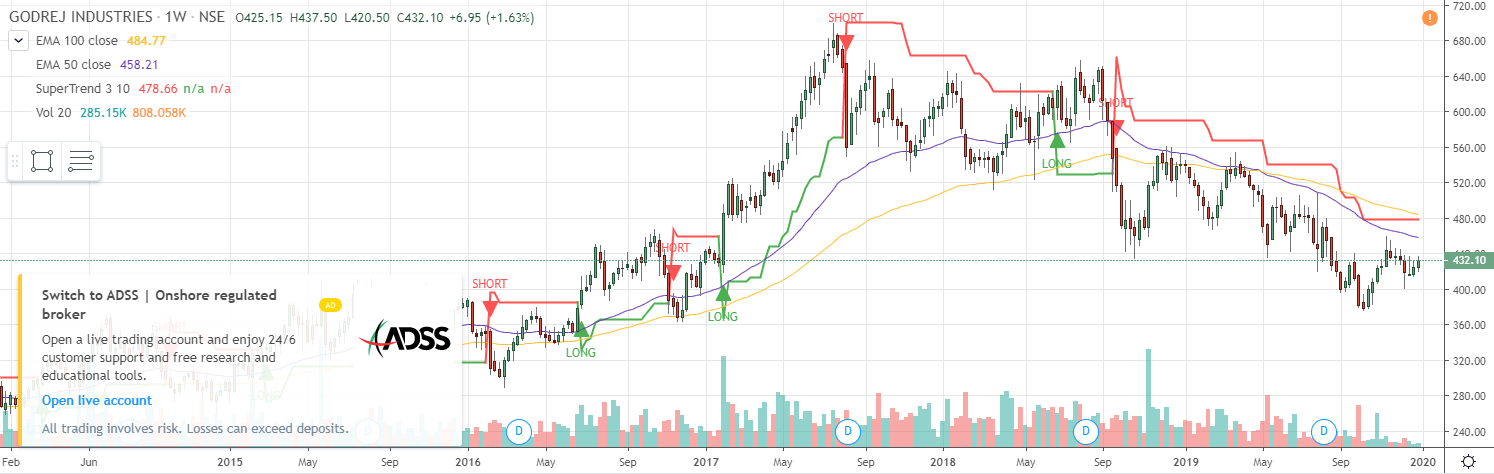 GODREJ INDUSTRIES · 1W · NSE O425.15 H437.50 L420.50 C432.10 +6.95 (+1.63%)
EMA 100 close 484.77
EMA 50 close 458.21
SuperTrend 3 10 478.66 n/a n/a
Vol 20 285.15K 808.058K
SHORT
SHORT
LONG
SHORT
SHORT
LONG
LONG
720.00
680.00
640.00
600.00
560.00
520.00
480.00
440.00
432.10
400.00
360.00
320.00
280.00
240.00
Switch to ADSS | Onshore regulated
broker
AD
Open a live trading account and enjoy 24/6
customer support and free research and
educational tools.
Open live account
All trading involves risk. Losses can exceed deposits.
ADSS
D
D
D
D
Feb Jun 2015 May Sep 2016 May Sep 2017 May Sep 2018 May Sep 2019 May Sep 2020